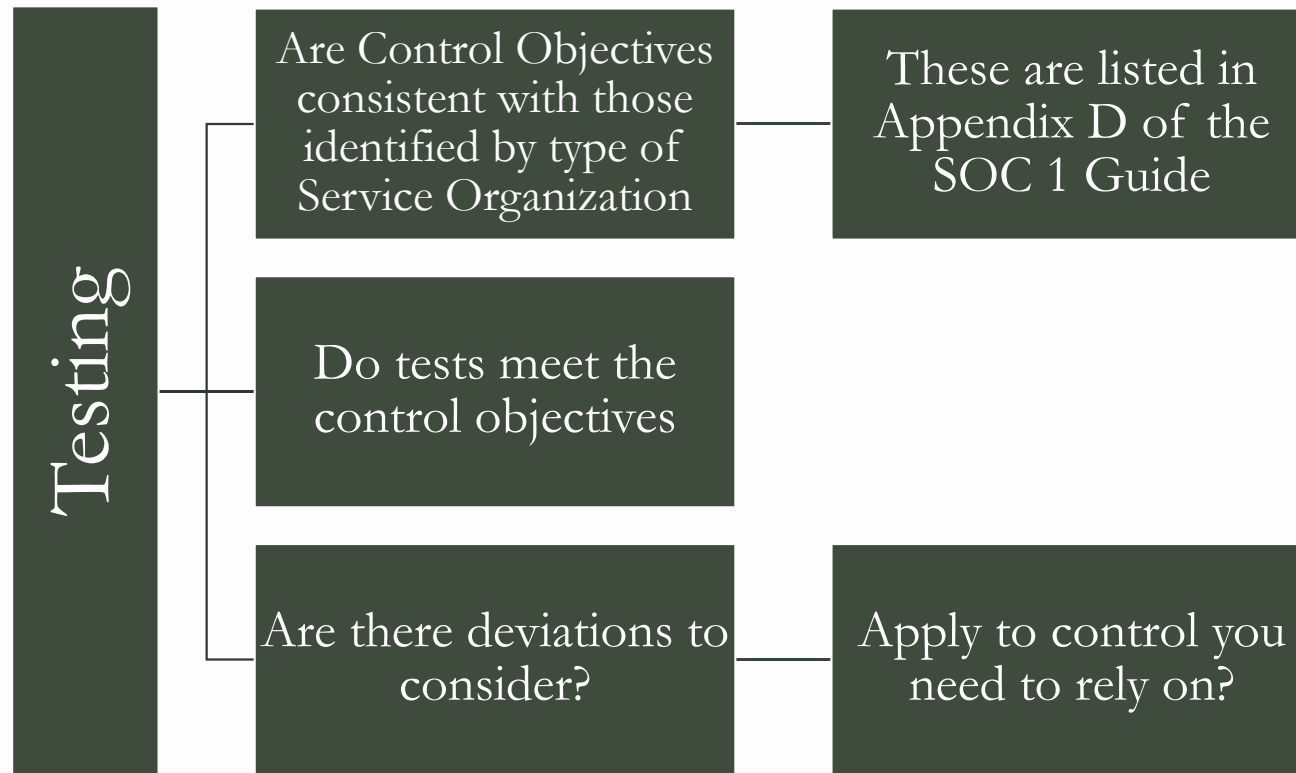 Testing
Are Control Objectives
consistent with those
identified by type of
Service Organization
These are listed in
Appendix D of the
SOC 1 Guide
Do tests meet the
control objectives
Are there deviations to
consider?
Apply to control you
need to rely on?